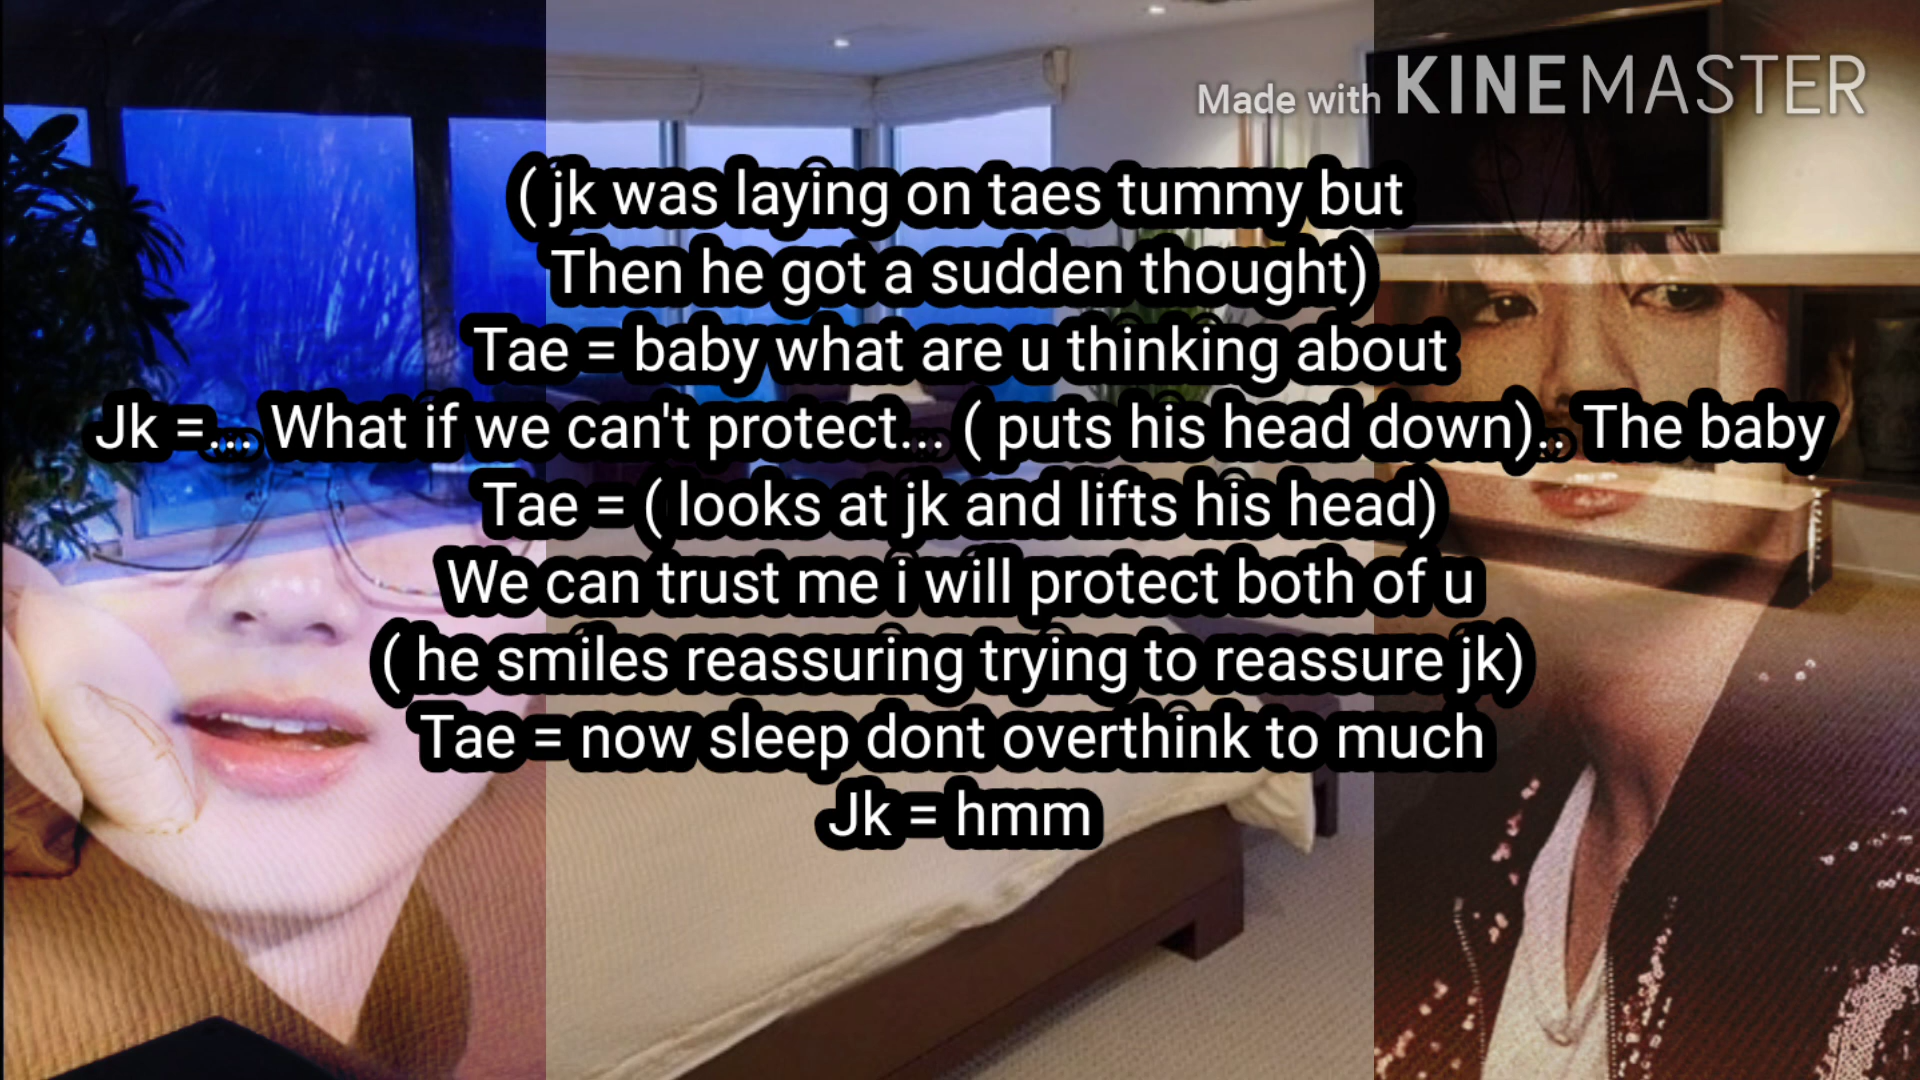 Made with KINEMASTER
( jk was laying on taes tummy but
Then he got a sudden thought)
Tae = baby what are u thinking about
Jk =... What if we can't protect... ( puts his head down).. The baby
Tae = ( looks at jk and lifts his head)
We can trust me i will protect both of u
( he smiles reassuring trying to reassure jk)
Tae = now sleep dont overthink to much
Jk = hmm